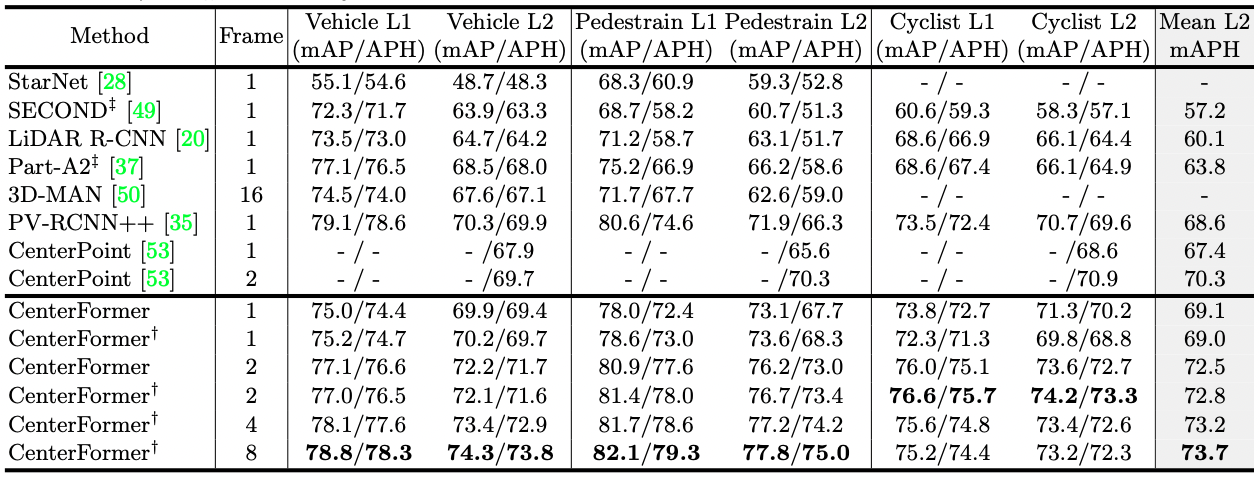 Method Frame Vehicle L1 Vehicle L2 Pedestrain L1 Pedestrain L2 Cyclist L1 Cyclist L2 Mean L2
(mAP/APH) (mAP/APH) (mAP/APH) (mAP/APH) (mAP/APH) (mAP/APH) mAPH
StarNet [28] 1 55.1/54.6 48.7/48.3 68.3/60.9 59.3/52.8 - / - - / - -
SECOND‡ [49] 1 72.3/71.7 63.9/63.3 68.7/58.2 60.7/51.3 60.6/59.3 58.3/57.1 57.2
LiDAR R-CNN [20] 1 73.5/73.0 64.7/64.2 71.2/58.7 63.1/51.7 68.6/66.9 66.1/64.4 60.1
Part-A2‡ [37] 1 77.1/76.5 68.5/68.0 75.2/66.9 66.2/58.6 68.6/67.4 66.1/64.9 63.8
3D-MAN [50] 16 74.5/74.0 67.6/67.1 71.7/67.7 62.6/59.0 - / - - / - -
PV-RCNN++ [35] 1 79.1/78.6 70.3/69.9 80.6/74.6 71.9/66.3 73.5/72.4 70.7/69.6 68.6
CenterPoint [53] 1 - / - - /67.9 - / - - /65.6 - / - - /68.6 67.4
CenterPoint [53] 2 - / - - /69.7 - / - - /70.3 - / - - /70.9 70.3
CenterFormer 1 75.0/74.4 69.9/69.4 78.0/72.4 73.1/67.7 73.8/72.7 71.3/70.2 69.1
CenterFormer† 1 75.2/74.7 70.2/69.7 78.6/73.0 73.6/68.3 72.3/71.3 69.8/68.8 69.0
CenterFormer 2 77.1/76.6 72.2/71.7 80.9/77.6 76.2/73.0 76.0/75.1 73.6/72.7 72.5
CenterFormer† 2 77.0/76.5 72.1/71.6 81.4/78.0 76.7/73.4 76.6/75.7 74.2/73.3 72.8
CenterFormer† 4 78.1/77.6 73.4/72.9 81.7/78.6 77.2/74.2 75.6/74.8 73.4/72.6 73.2
CenterFormer† 8 78.8/78.3 74.3/73.8 82.1/79.3 77.8/75.0 75.2/74.4 73.2/72.3 73.7